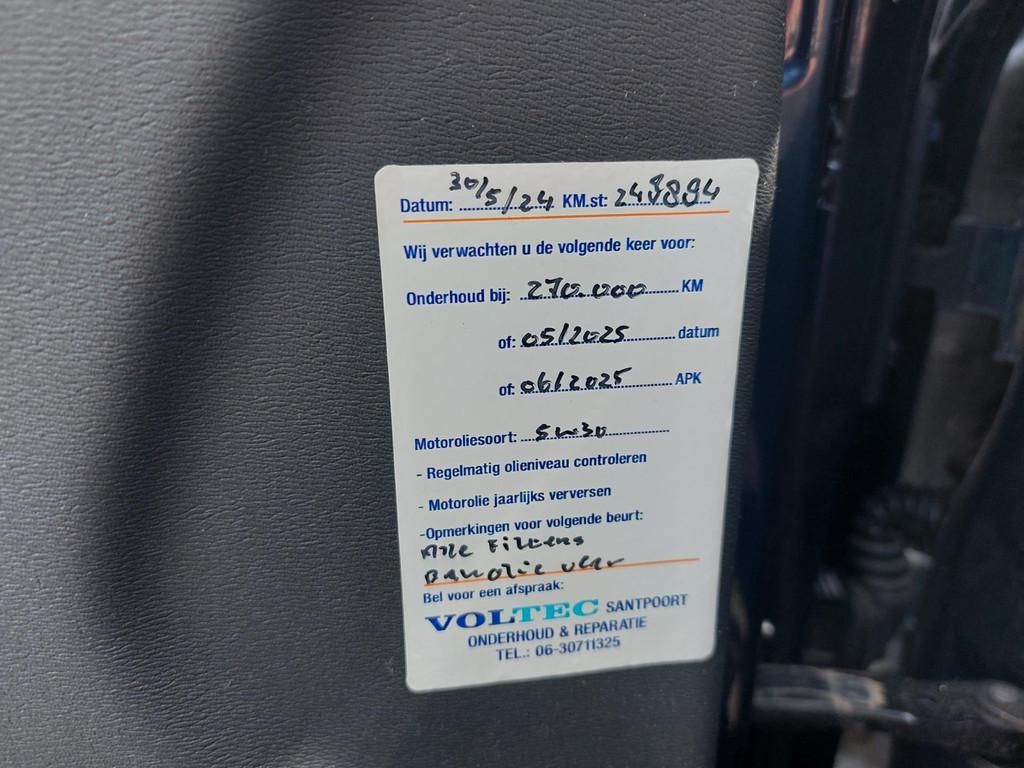 Datum: 30/5/24 KM.st: 249894
Wij verwachten u de volgende keer voor:
Onderhoud bij: 270.000 KM
of: 05/2025 datum
of: 06/2025 APK
Motoroliesoort: 5w30
- Regelmatig olieniveau controleren
- Motorolie jaarlijks verversen
-Opmerkingen voor volgende beurt:
Alle Filters
Bel voor een afspraak:
VOLTEC SANTPOORT
ONDERHOUD & REPARATIE
TEL.: 06-30711325